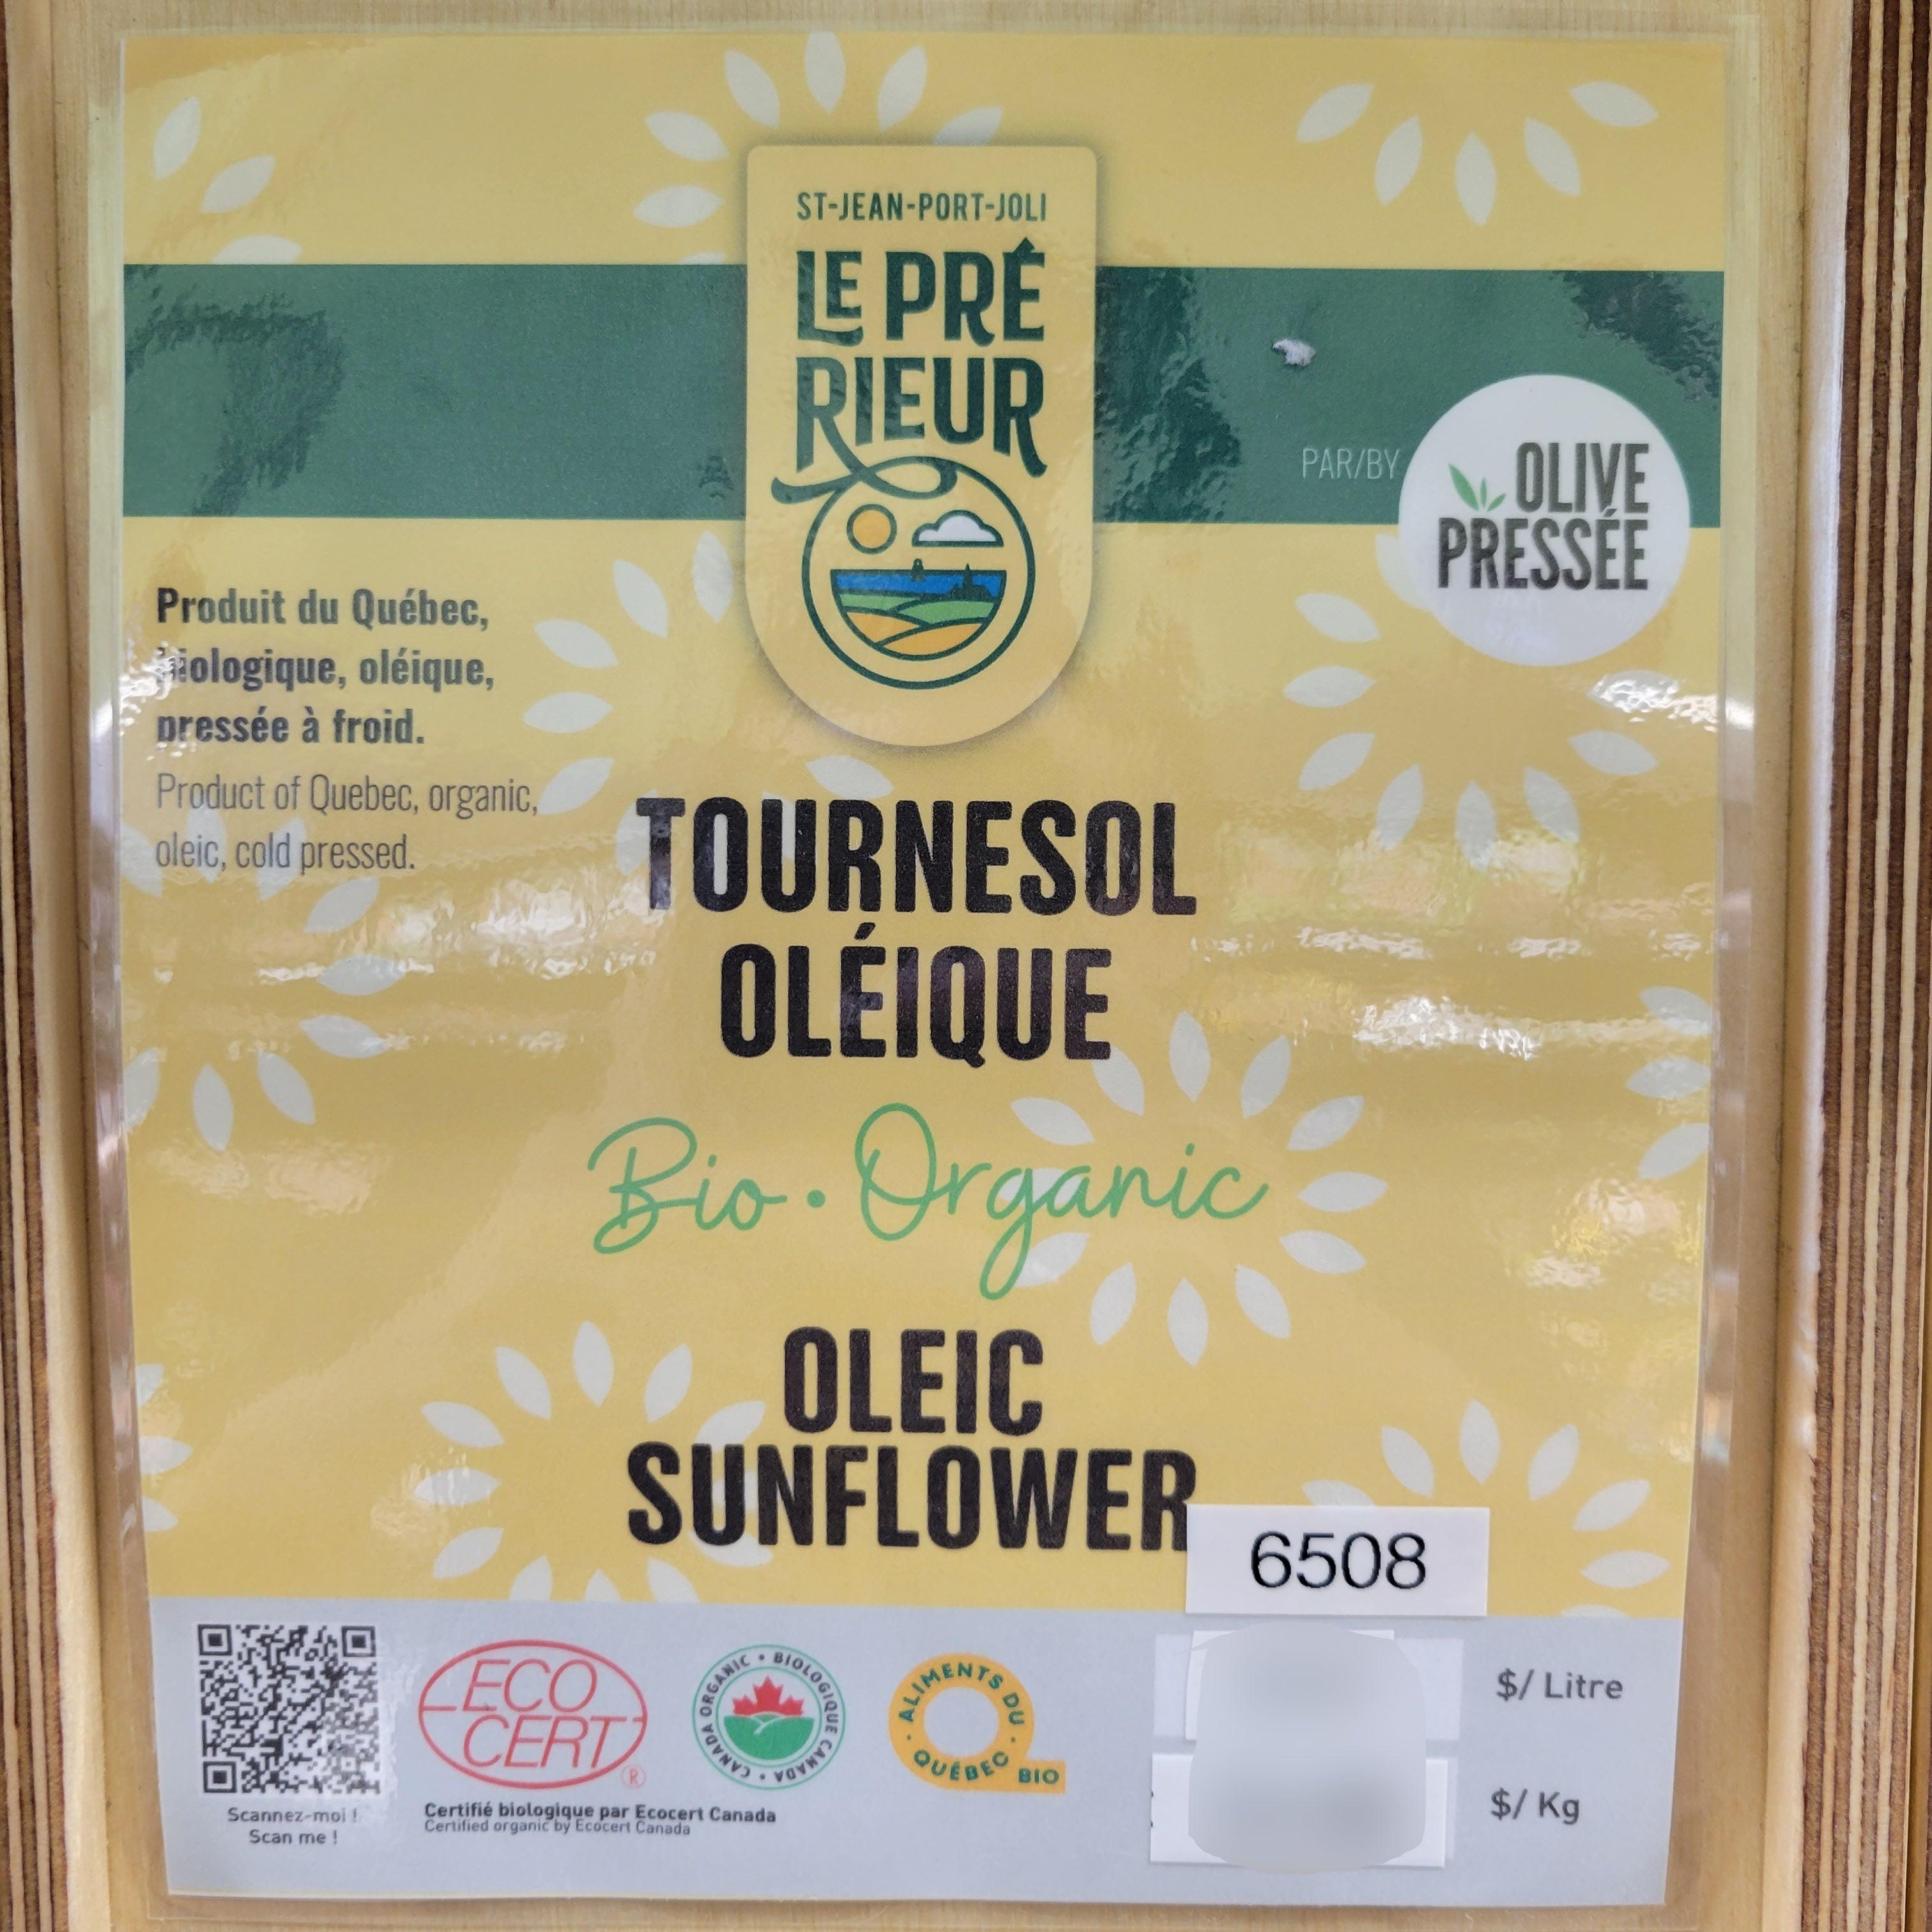 ST-JEAN-PORT-JOLI
LE PRÉ
RIEUR
PAR/BY
OLIVE
PRESSÉE
Produit du Québec,
biologique, oléique,
pressée à froid.
Product of Quebec, organic,
oleic, cold pressed.
TOURNESOL
OLÉIQUE
Bio • Organic
OLEIC
SUNFLOWER
6508
Scannez-moi !
Scan me !
ECO
CERT®
Certifié biologique par Ecocert Canada
Certified organic by Ecocert Canada
CANADA ORGANIC • BIOLOGIQUE CANADA •
ALIMENTS DU • QUÉBEC •
BIO
$/ Litre
$/ Kg